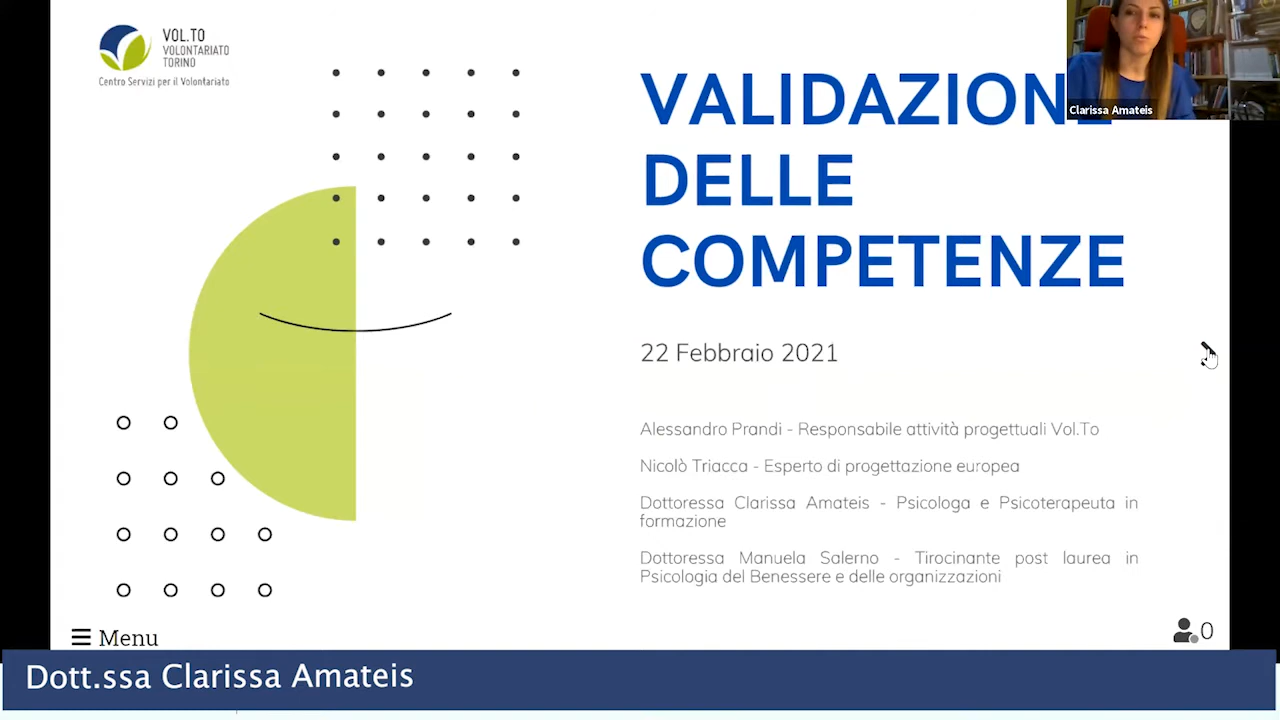 VOL.TO
VOLONTARIATO
TORINO
Centro Servizi per il Volontariato
VALIDAZIONE
DELLE
COMPETENZE
Clarissa Amateis
22 Febbraio 2021
Alessandro Prandi - Responsabile attività progettuali Vol.To
Nicolò Triacca - Esperto di progettazione europea
Dottoressa Clarissa Amateis - Psicologa e Psicoterapeuta in
formazione
Dottoressa Manuela Salerno - Tirocinante post laurea in
Psicologia del Benessere e delle organizzazioni
Menu
0
Dott.ssa Clarissa Amateis